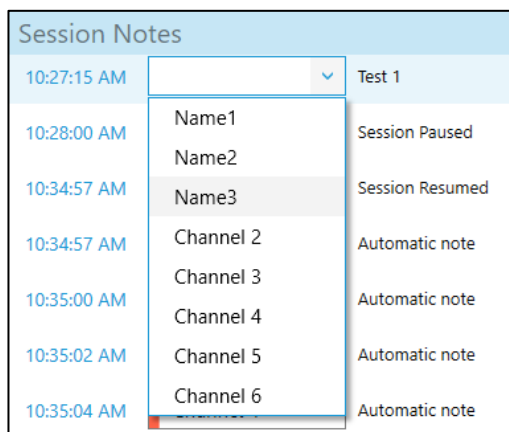 Session Notes
10:27:15 AM Test 1
Name1
10:28:00 AM Session Paused
Name2
10:34:57 AM Name3 Session Resumed
10:34:57 AM Channel 2 Automatic note
Channel 3
10:35:00 AM Automatic note
Channel 4
10:35:02 AM Channel 5 Automatic note
Channel 6
10:35:04 AM Automatic note